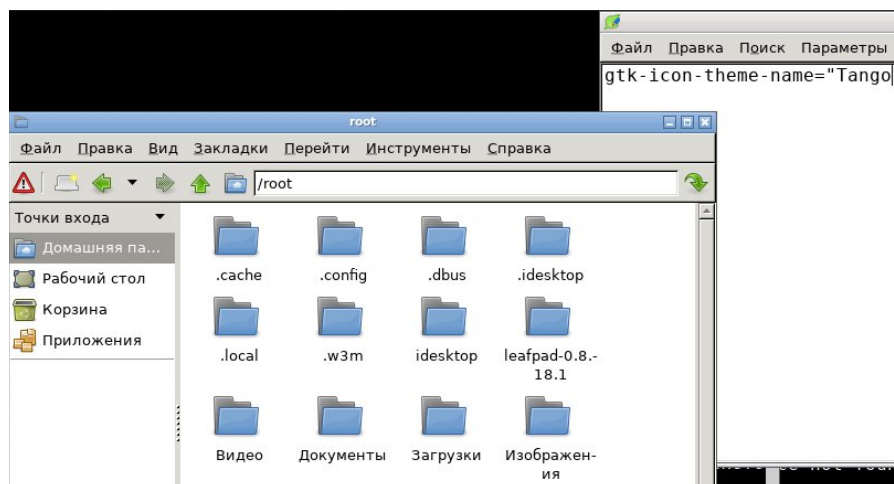 Файл Правка Поиск Параметры
gtk-icon-theme-name="Tango
root
Файл Правка Вид Закладки Перейти Инструменты Справка
/root
Точки входа
Домашняя па...
Рабочий стол
Корзина
Приложения
.cache .config .dbus .idesktop
.local .w3m idesktop leafpad-0.8.-
18.1
Видео Документы Загрузки Изображен-
ия
not